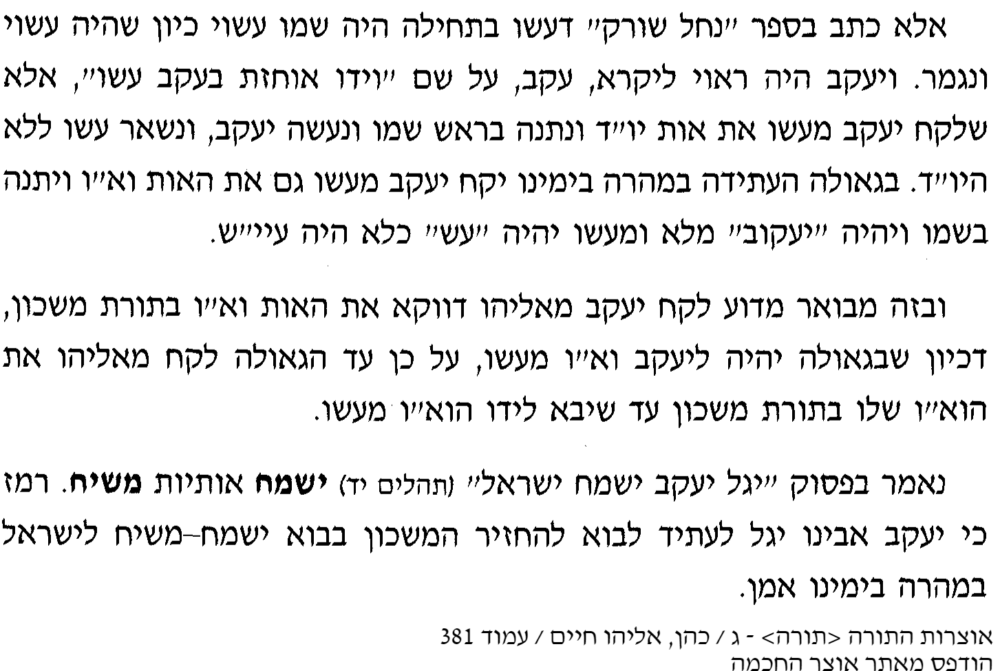 אלא כתב בספר "נחל שורק" דעשו בתחילה היה שמו עשוי כיון שהיה עשוי
ונגמר. ויעקב היה ראוי ליקרא, עקב, על שם "וידו אוחזת בעקב עשו", אלא
שלקח יעקב מעשו את אות יו"ד ונתנה בראש שמו ונעשה יעקב, ונשאר עשו ללא
היו"ד. בגאולה העתידה במהרה בימינו יקח יעקב מעשו גם את האות וא"ו ויתנה
בשמו ויהיה "יעקוב" מלא ומעשו יהיה "עש" כלא היה עיי"ש.
ובזה מבואר מדוע לקח יעקב מאליהו דווקא את האות וא"ו בתורת משכון,
דכיון שבגאולה יהיה ליעקב וא"ו מעשו, על כן עד הגאולה לקח מאליהו את
הוא"ו שלו בתורת משכון עד שיבא לידו הוא"ו מעשו.
נאמר בפסוק "יגל יעקב ישמח ישראל" (תהלים יד) ישמח אותיות משיח. רמז
כי יעקב אבינו יגל לעתיד לבוא להחזיר המשכון בבוא ישמח–משיח לישראל
במהרה בימינו אמן.
אוצרות התורה <תורה> - ג / כהן, אליהו חיים / עמוד 381
הודפס מאתר אוצר החכמה